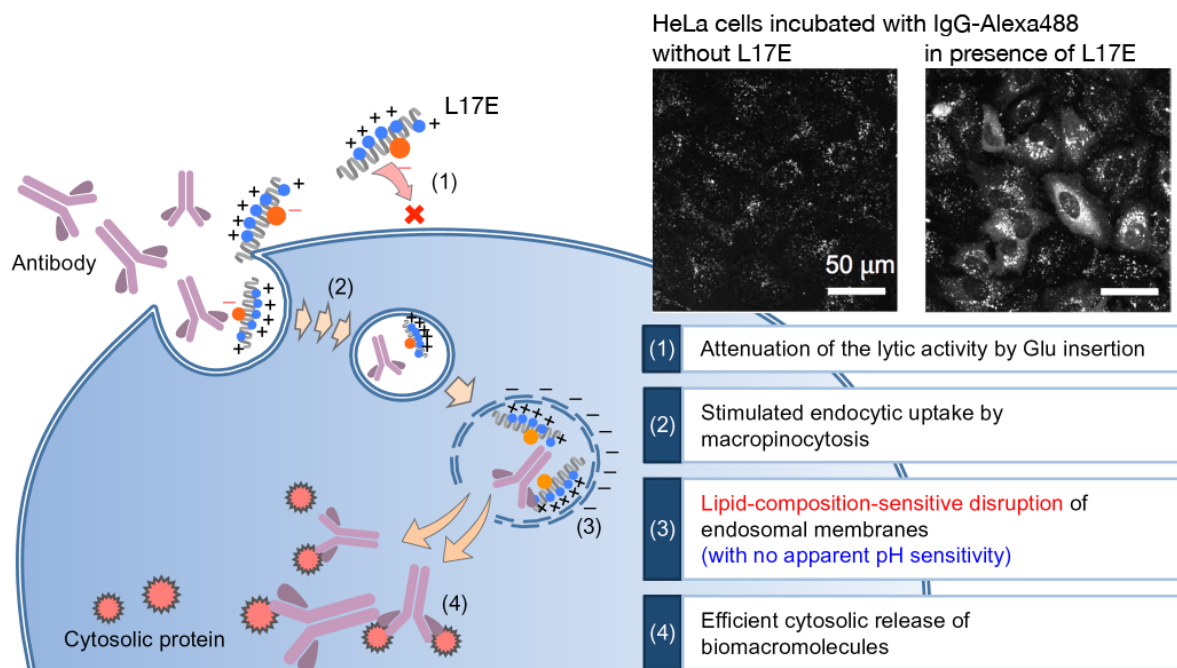 HeLa cells incubated with IgG-Alexa488
without L17E
in presence of L17E
50 µm
L17E
(1)
Antibody
(2)
(3)
(4)
Cytosolic protein
(1) Attenuation of the lytic activity by Glu insertion
(2) Stimulated endocytic uptake by
macropinocytosis
(3) Lipid-composition-sensitive disruption of
endosomal membranes
(with no apparent pH sensitivity)
(4) Efficient cytosolic release of
biomacromolecules